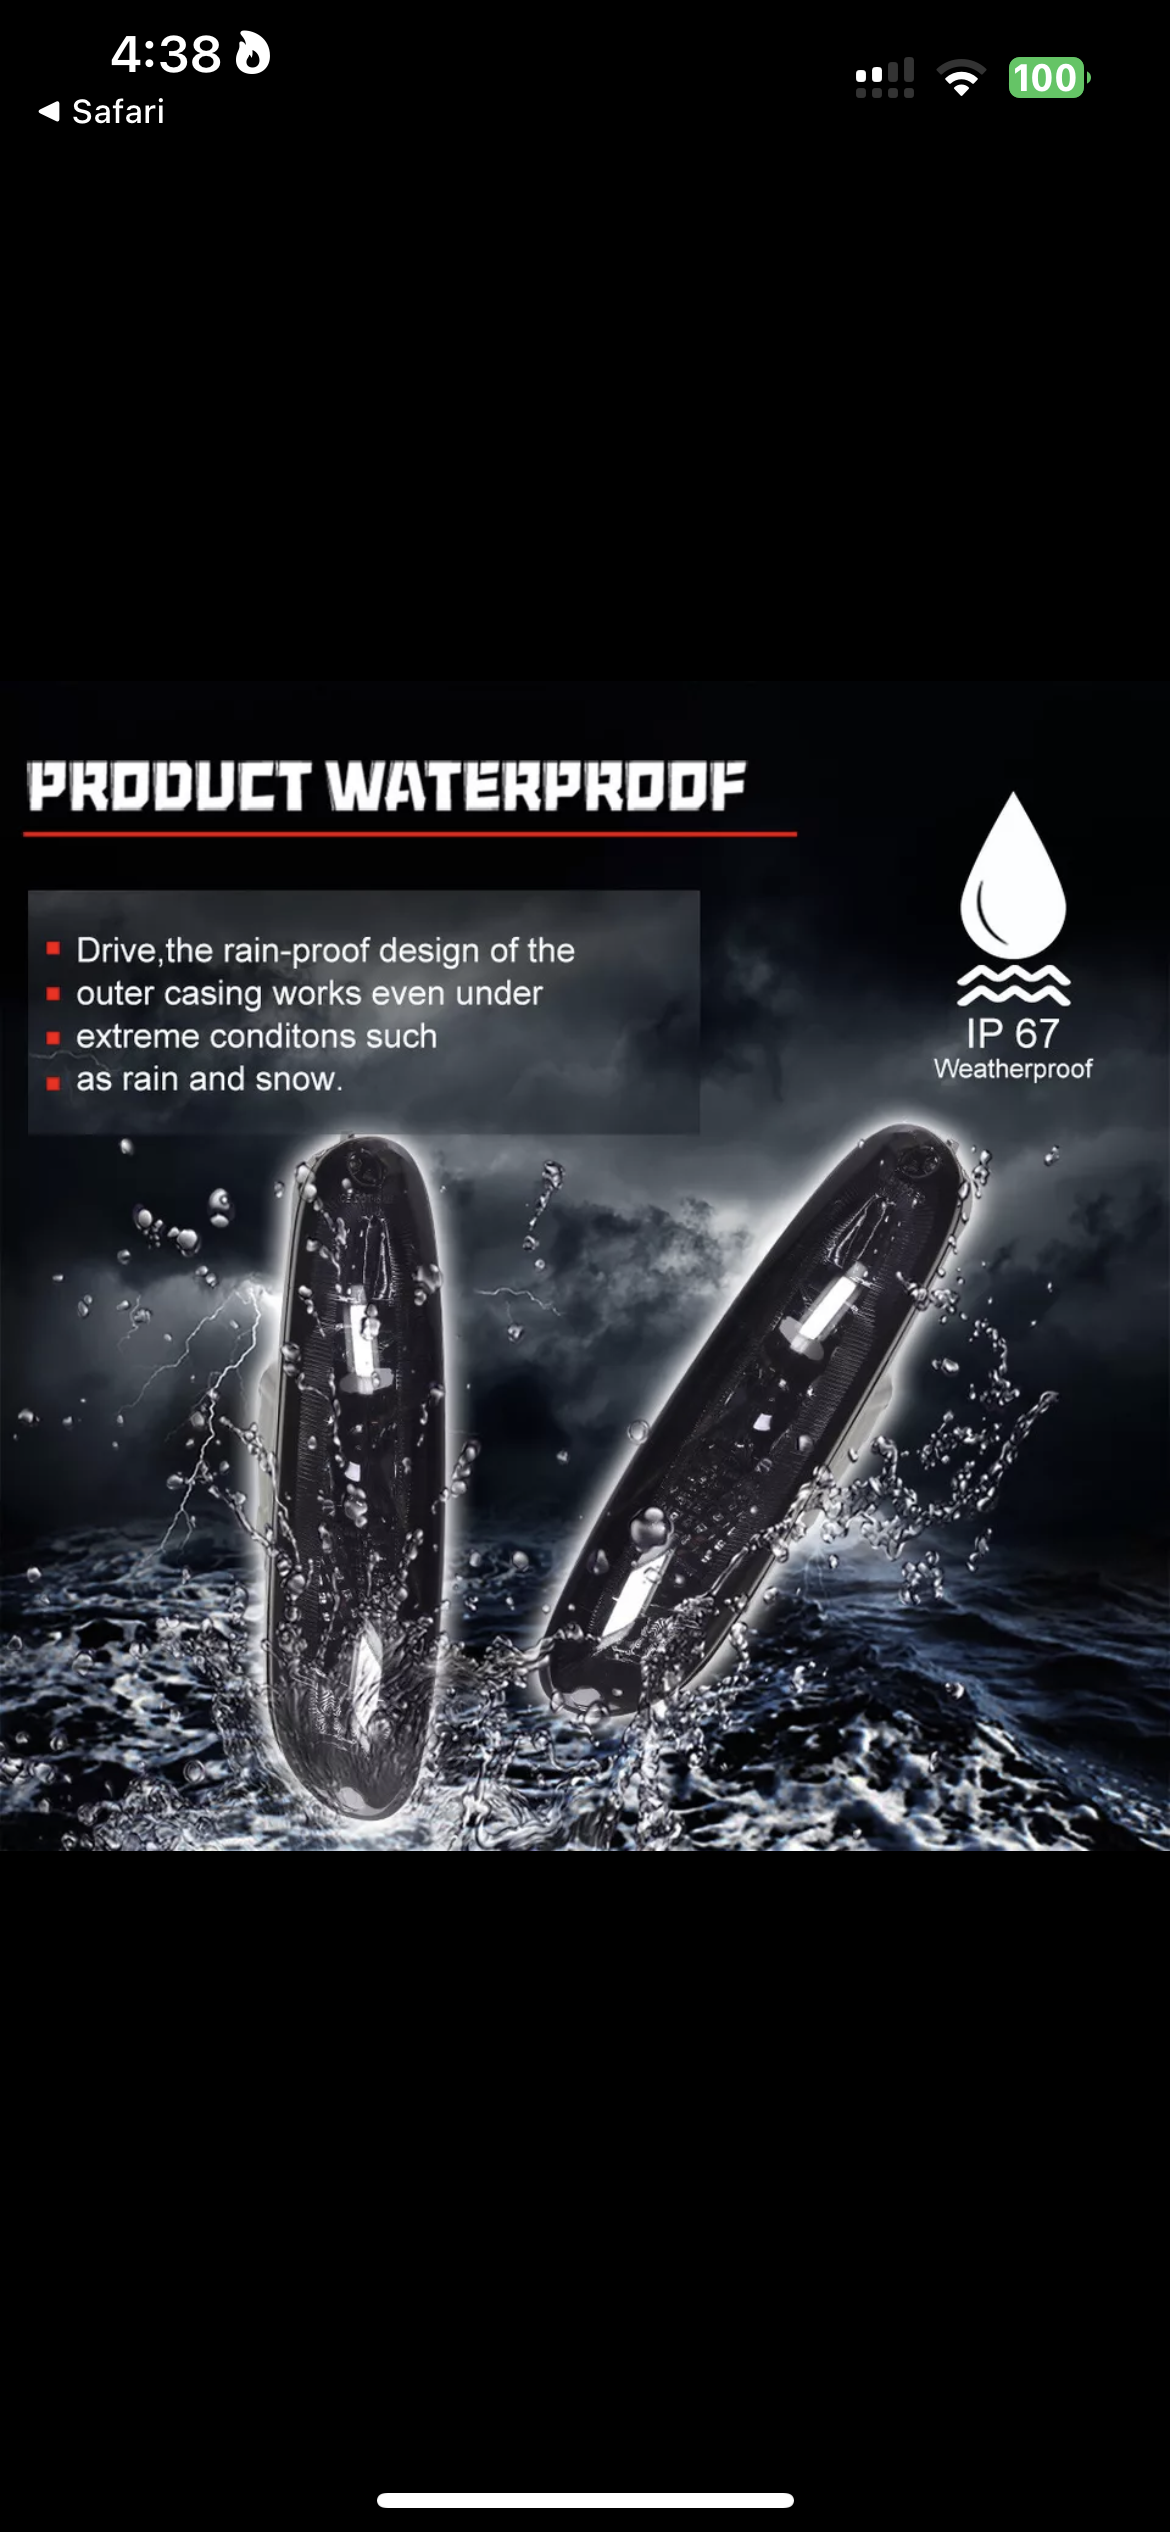 4:38
Safari
100
PRODUCT WATERPROOF
Drive,the rain-proof design of the
outer casing works even under
extreme conditons such
as rain and snow.
IP 67
Weatherproof